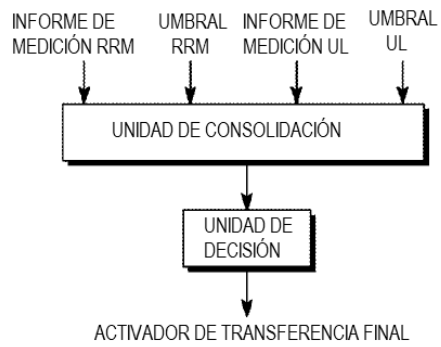 INFORME DE
MEDICIÓN RRM
UMBRAL
RRM
INFORME DE
MEDICIÓN UL
UMBRAL
UL
UNIDAD DE CONSOLIDACIÓN
UNIDAD DE
DECISIÓN
ACTIVADOR DE TRANSFERENCIA FINAL